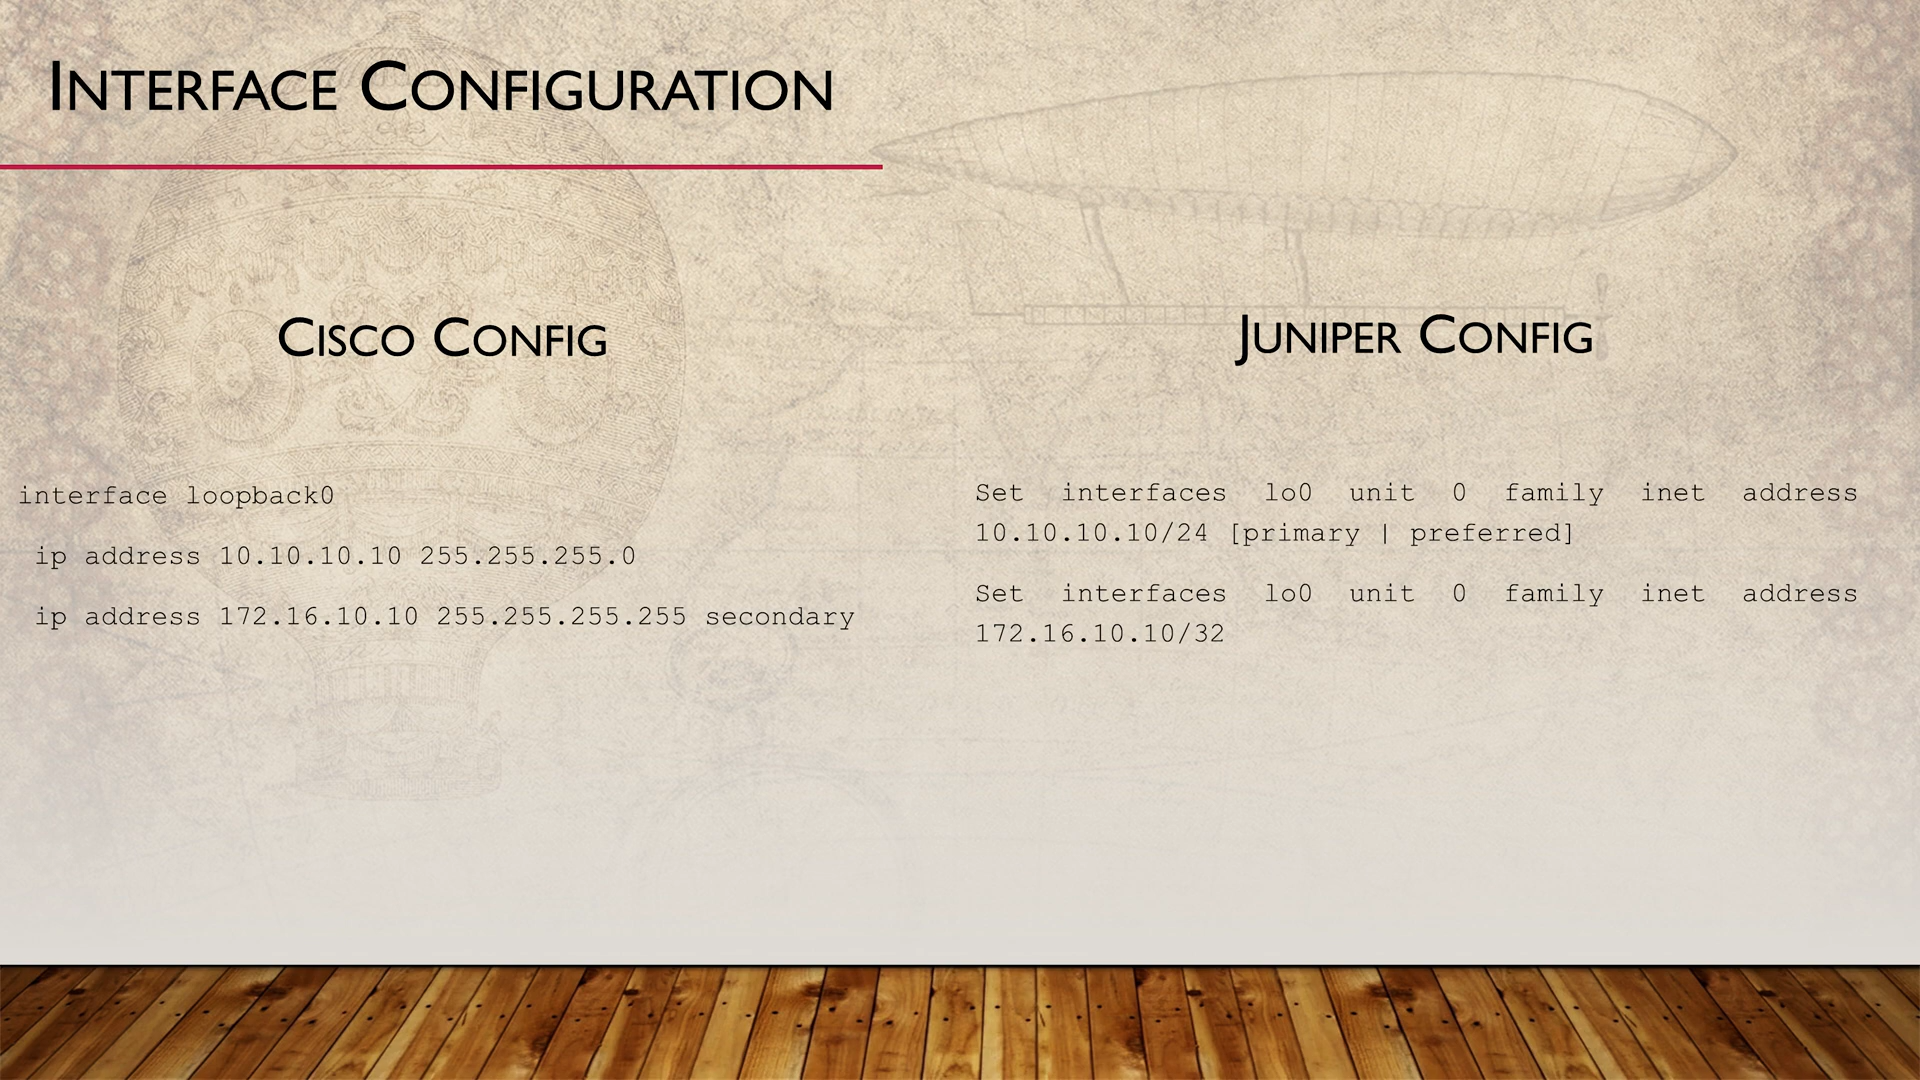 Interface Configuration
Cisco Config
interface loopback0
ip address 10.10.10.10 255.255.255.0
ip address 172.16.10.10 255.255.255.255 secondary
Juniper Config
Set interfaces lo0 unit 0 family inet address
10.10.10.10/24 [primary | preferred]
Set interfaces lo0 unit 0 family inet address
172.16.10.10/32